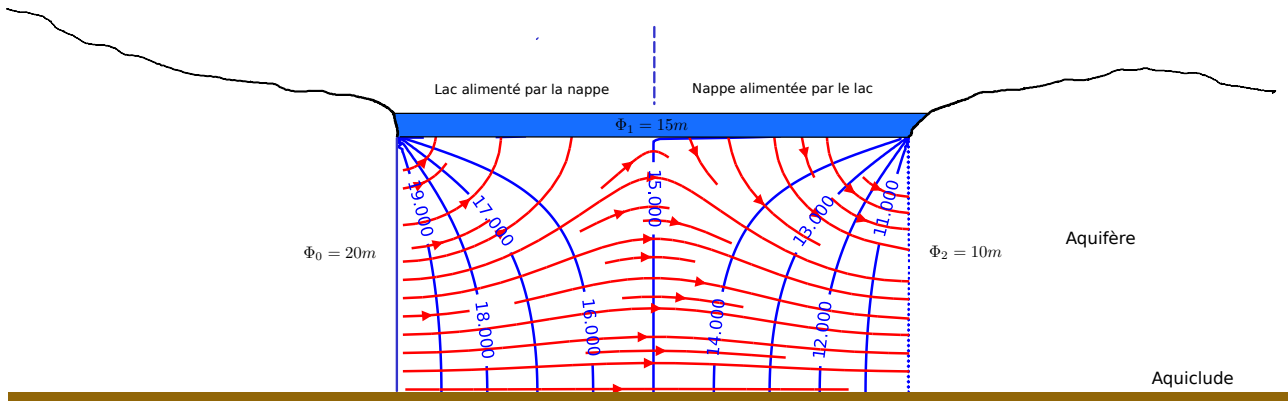 Lac alimenté par la nappe
Nappe alimentée par le lac
Φ₁ = 15m
19.000
17.000
15.000
13.000
11.000
Φ₀ = 20m
Φ₂ = 10m
Aquifère
18.000
16.000
14.000
12.000
Aquiclude